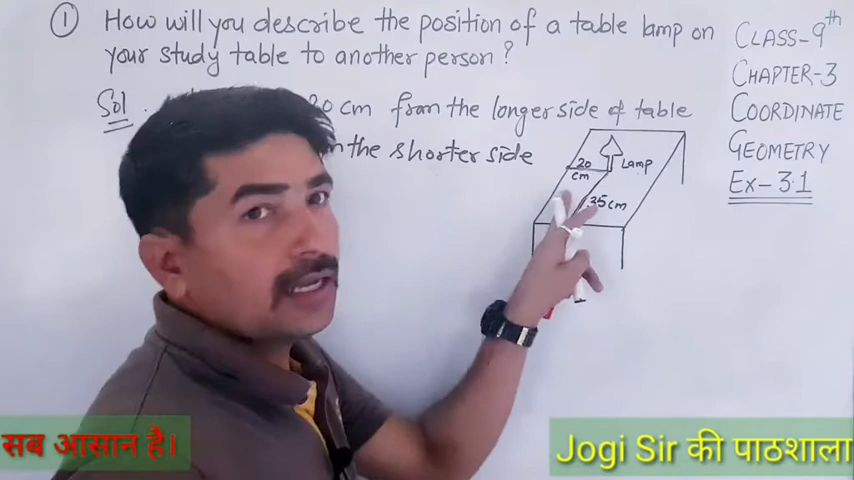 ① How will you describe the position of a table lamp on
your study table to another person?
Sol. 20 cm from the longer side of table
the shorter side
20
cm
Lamp
35cm
CLASS-9th
CHAPTER-3
COORDINATE
GEOMETRY
Ex-3.1
सब आसान है।
Jogi Sir की पाठशाला